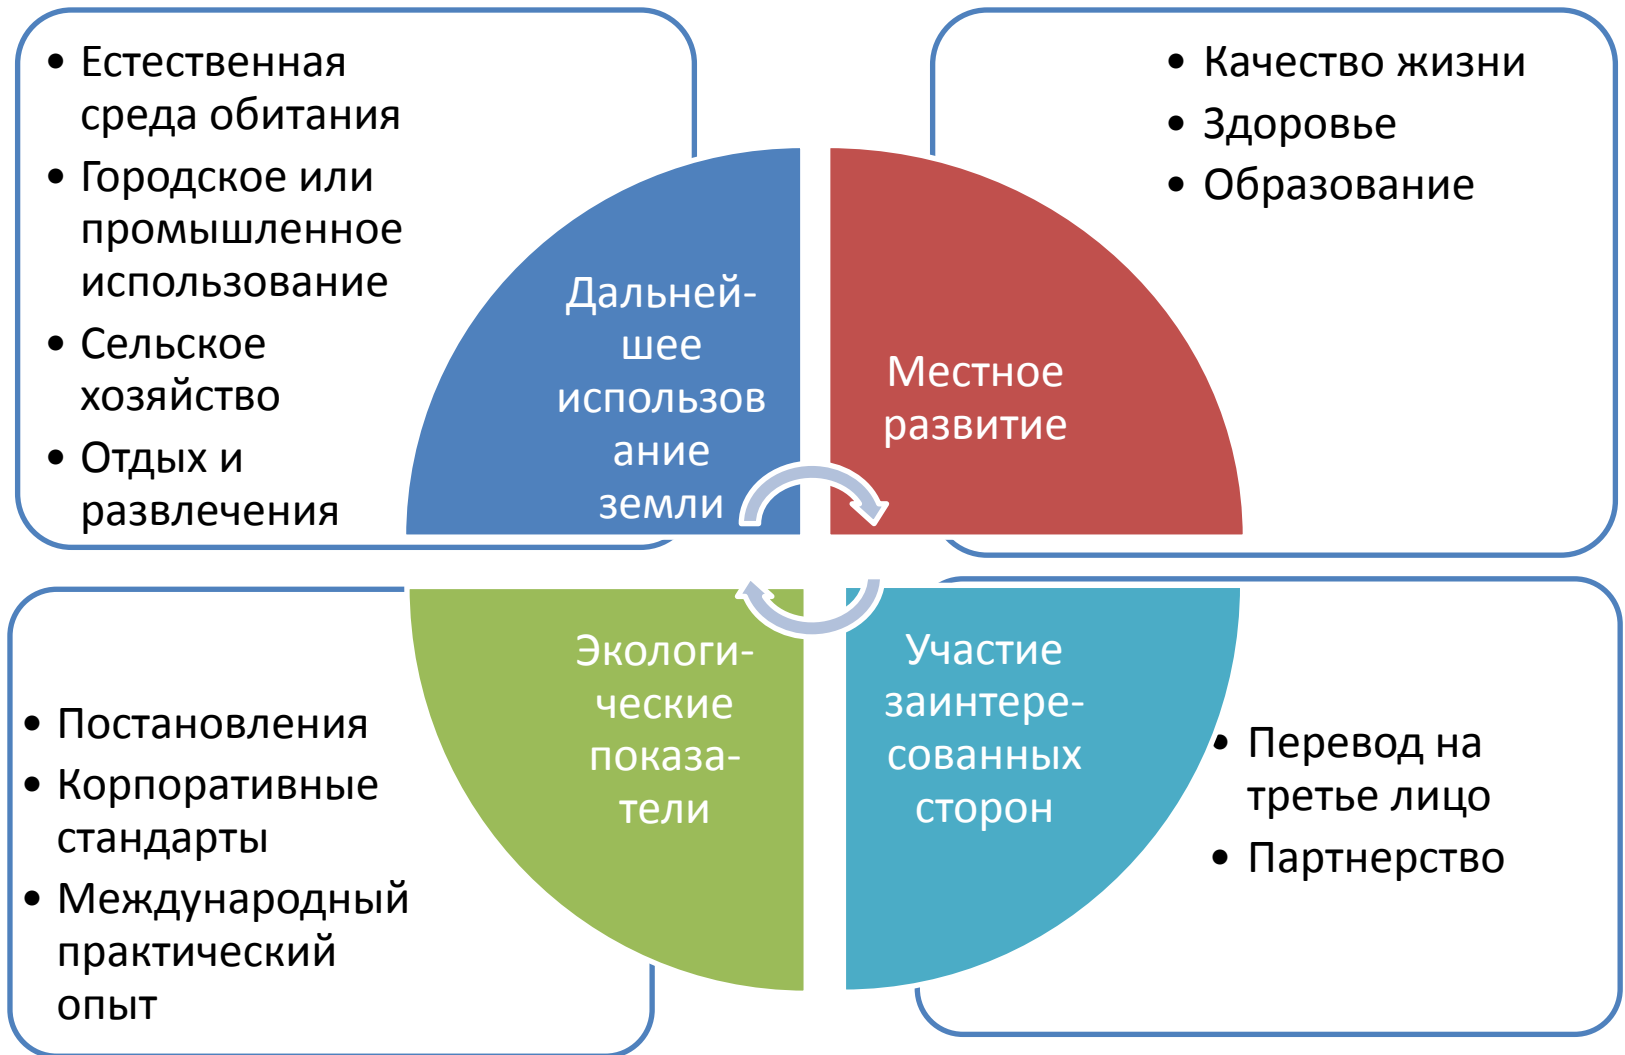 • Естественная
среда обитания
• Городское или
промышленное
использование
• Сельское
хозяйство
• Отдых и
развлечения
Дальней-
шее
использов
ание
земли
• Качество жизни
• Здоровье
• Образование
Местное
развитие
• Постановления
• Корпоративные
стандарты
• Международный
практический
опыт
Экологи-
ческие
показа-
тели
Участие
заинтере-
сованных
сторон
• Перевод на
третье лицо
• Партнерство